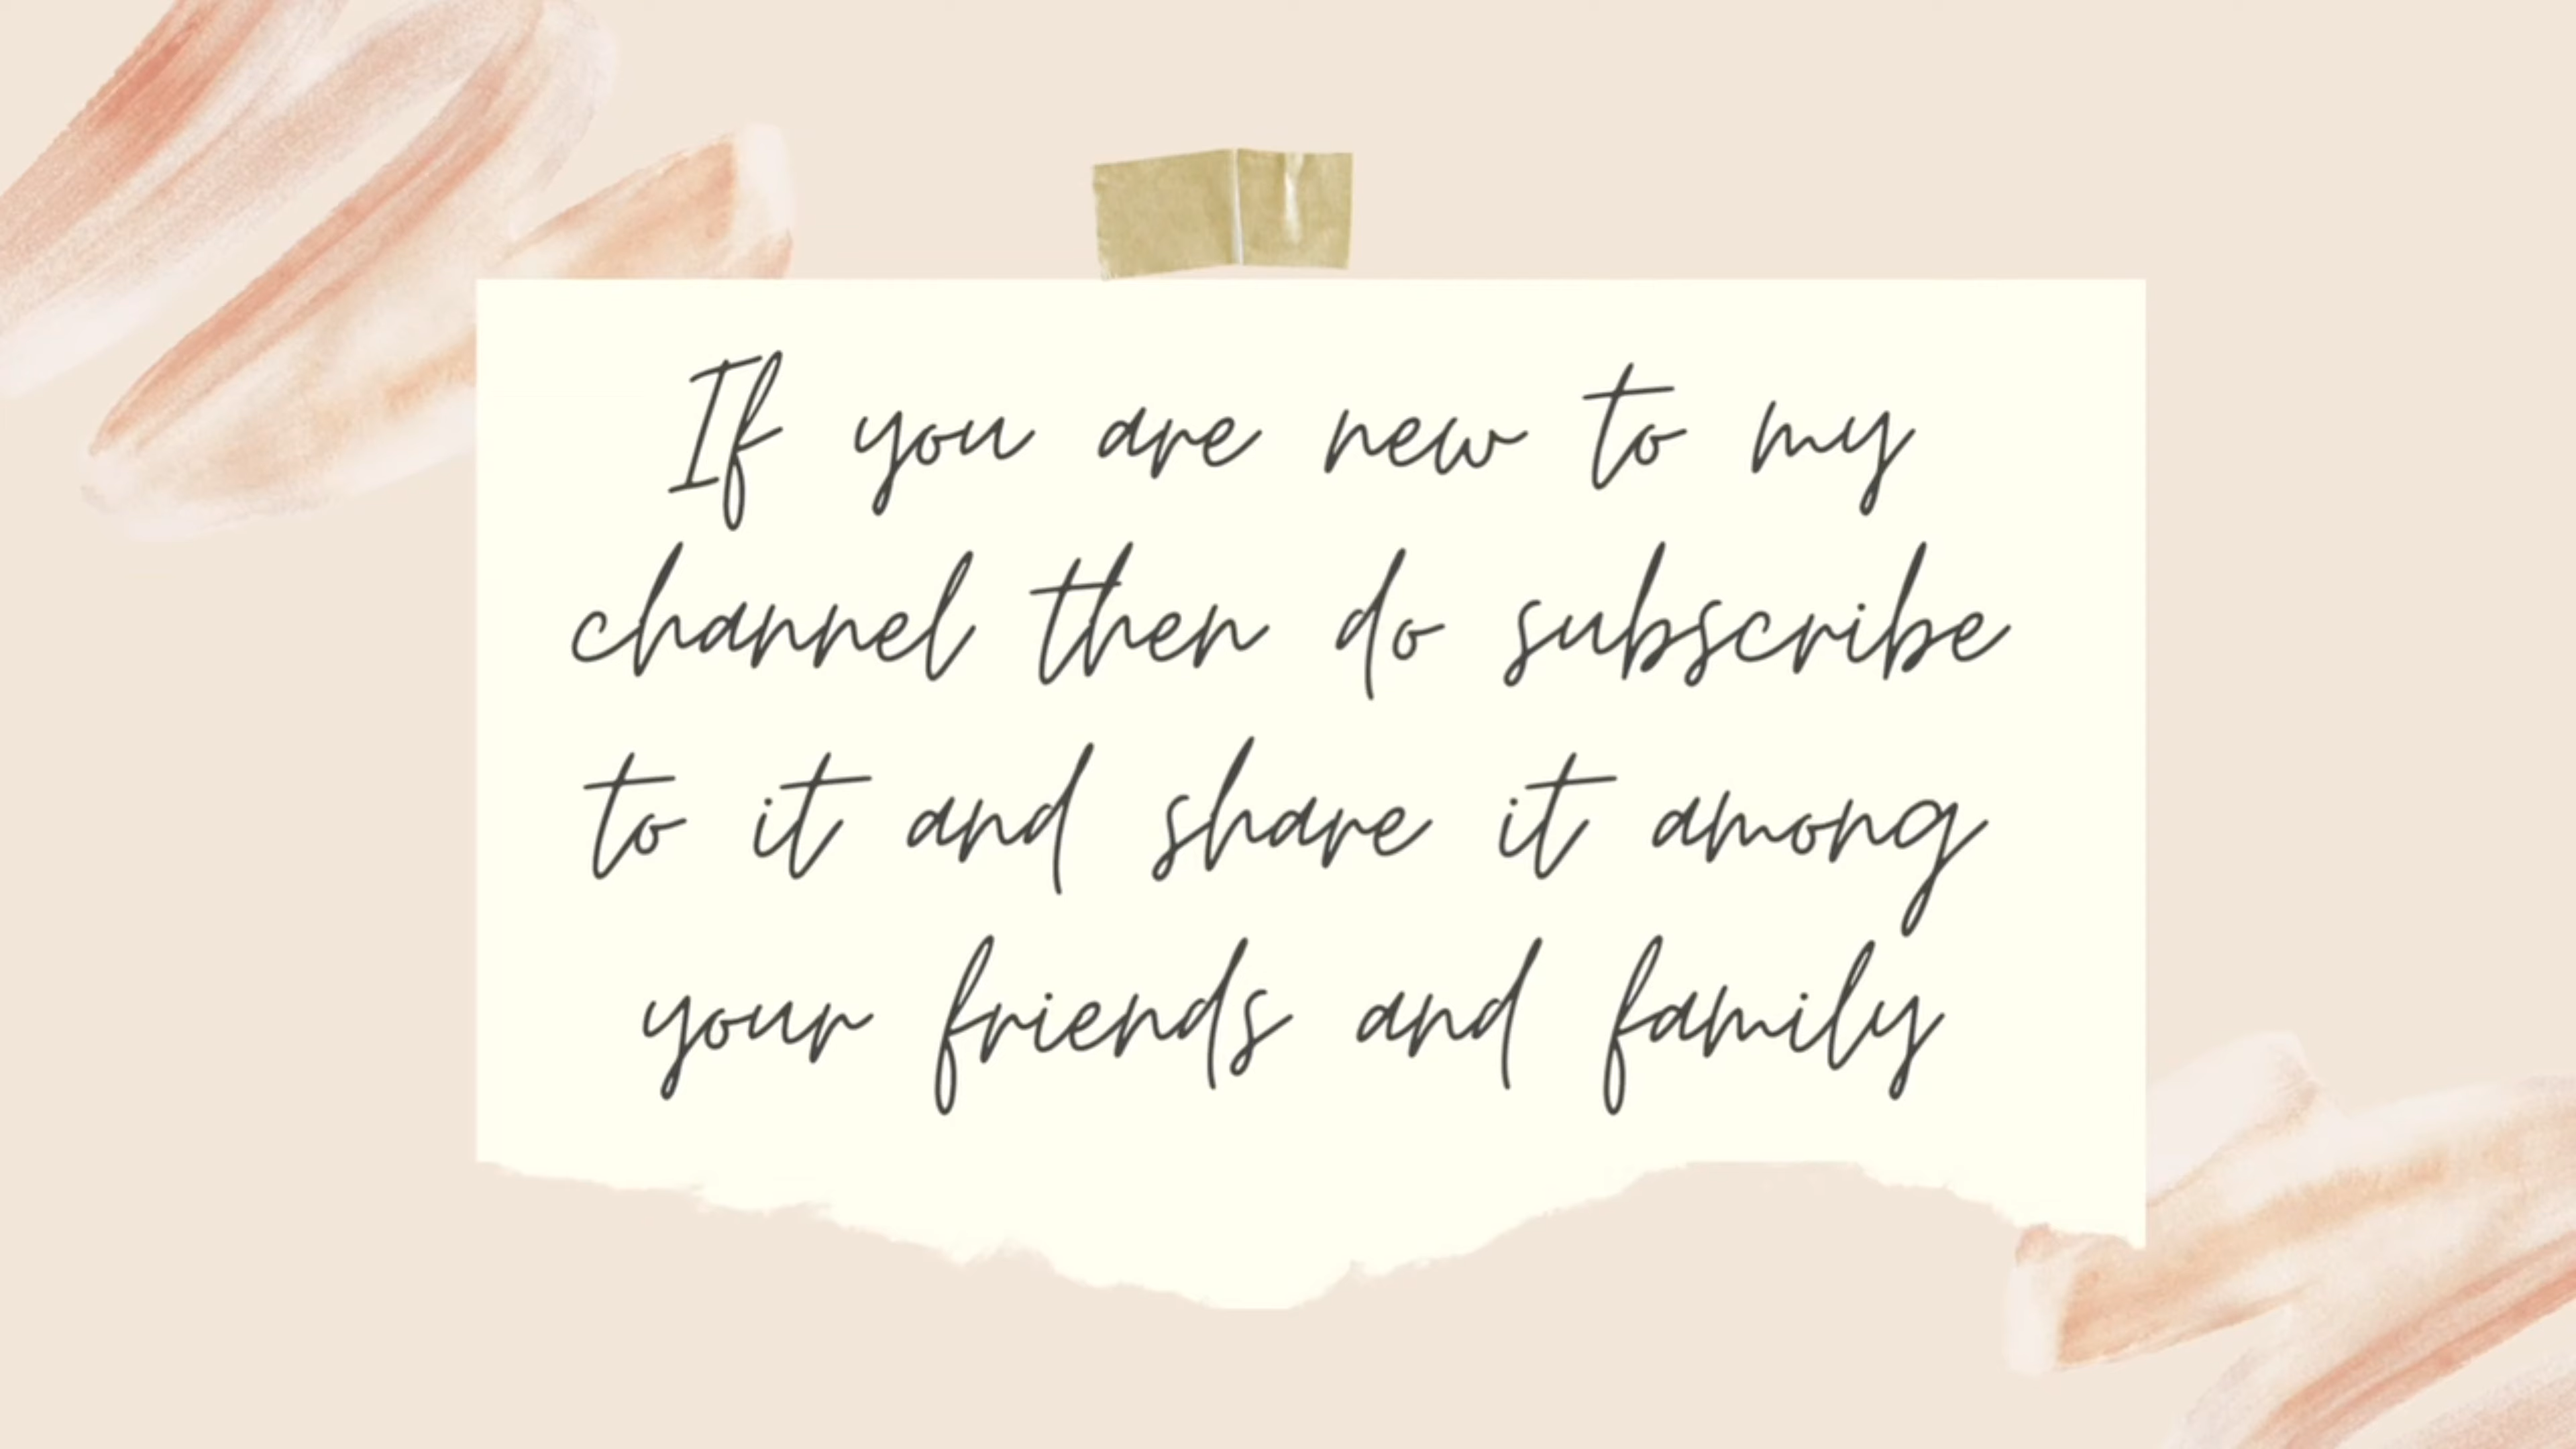 If you are new to my
channel then do subscribe
to it and share it among
your friends and family